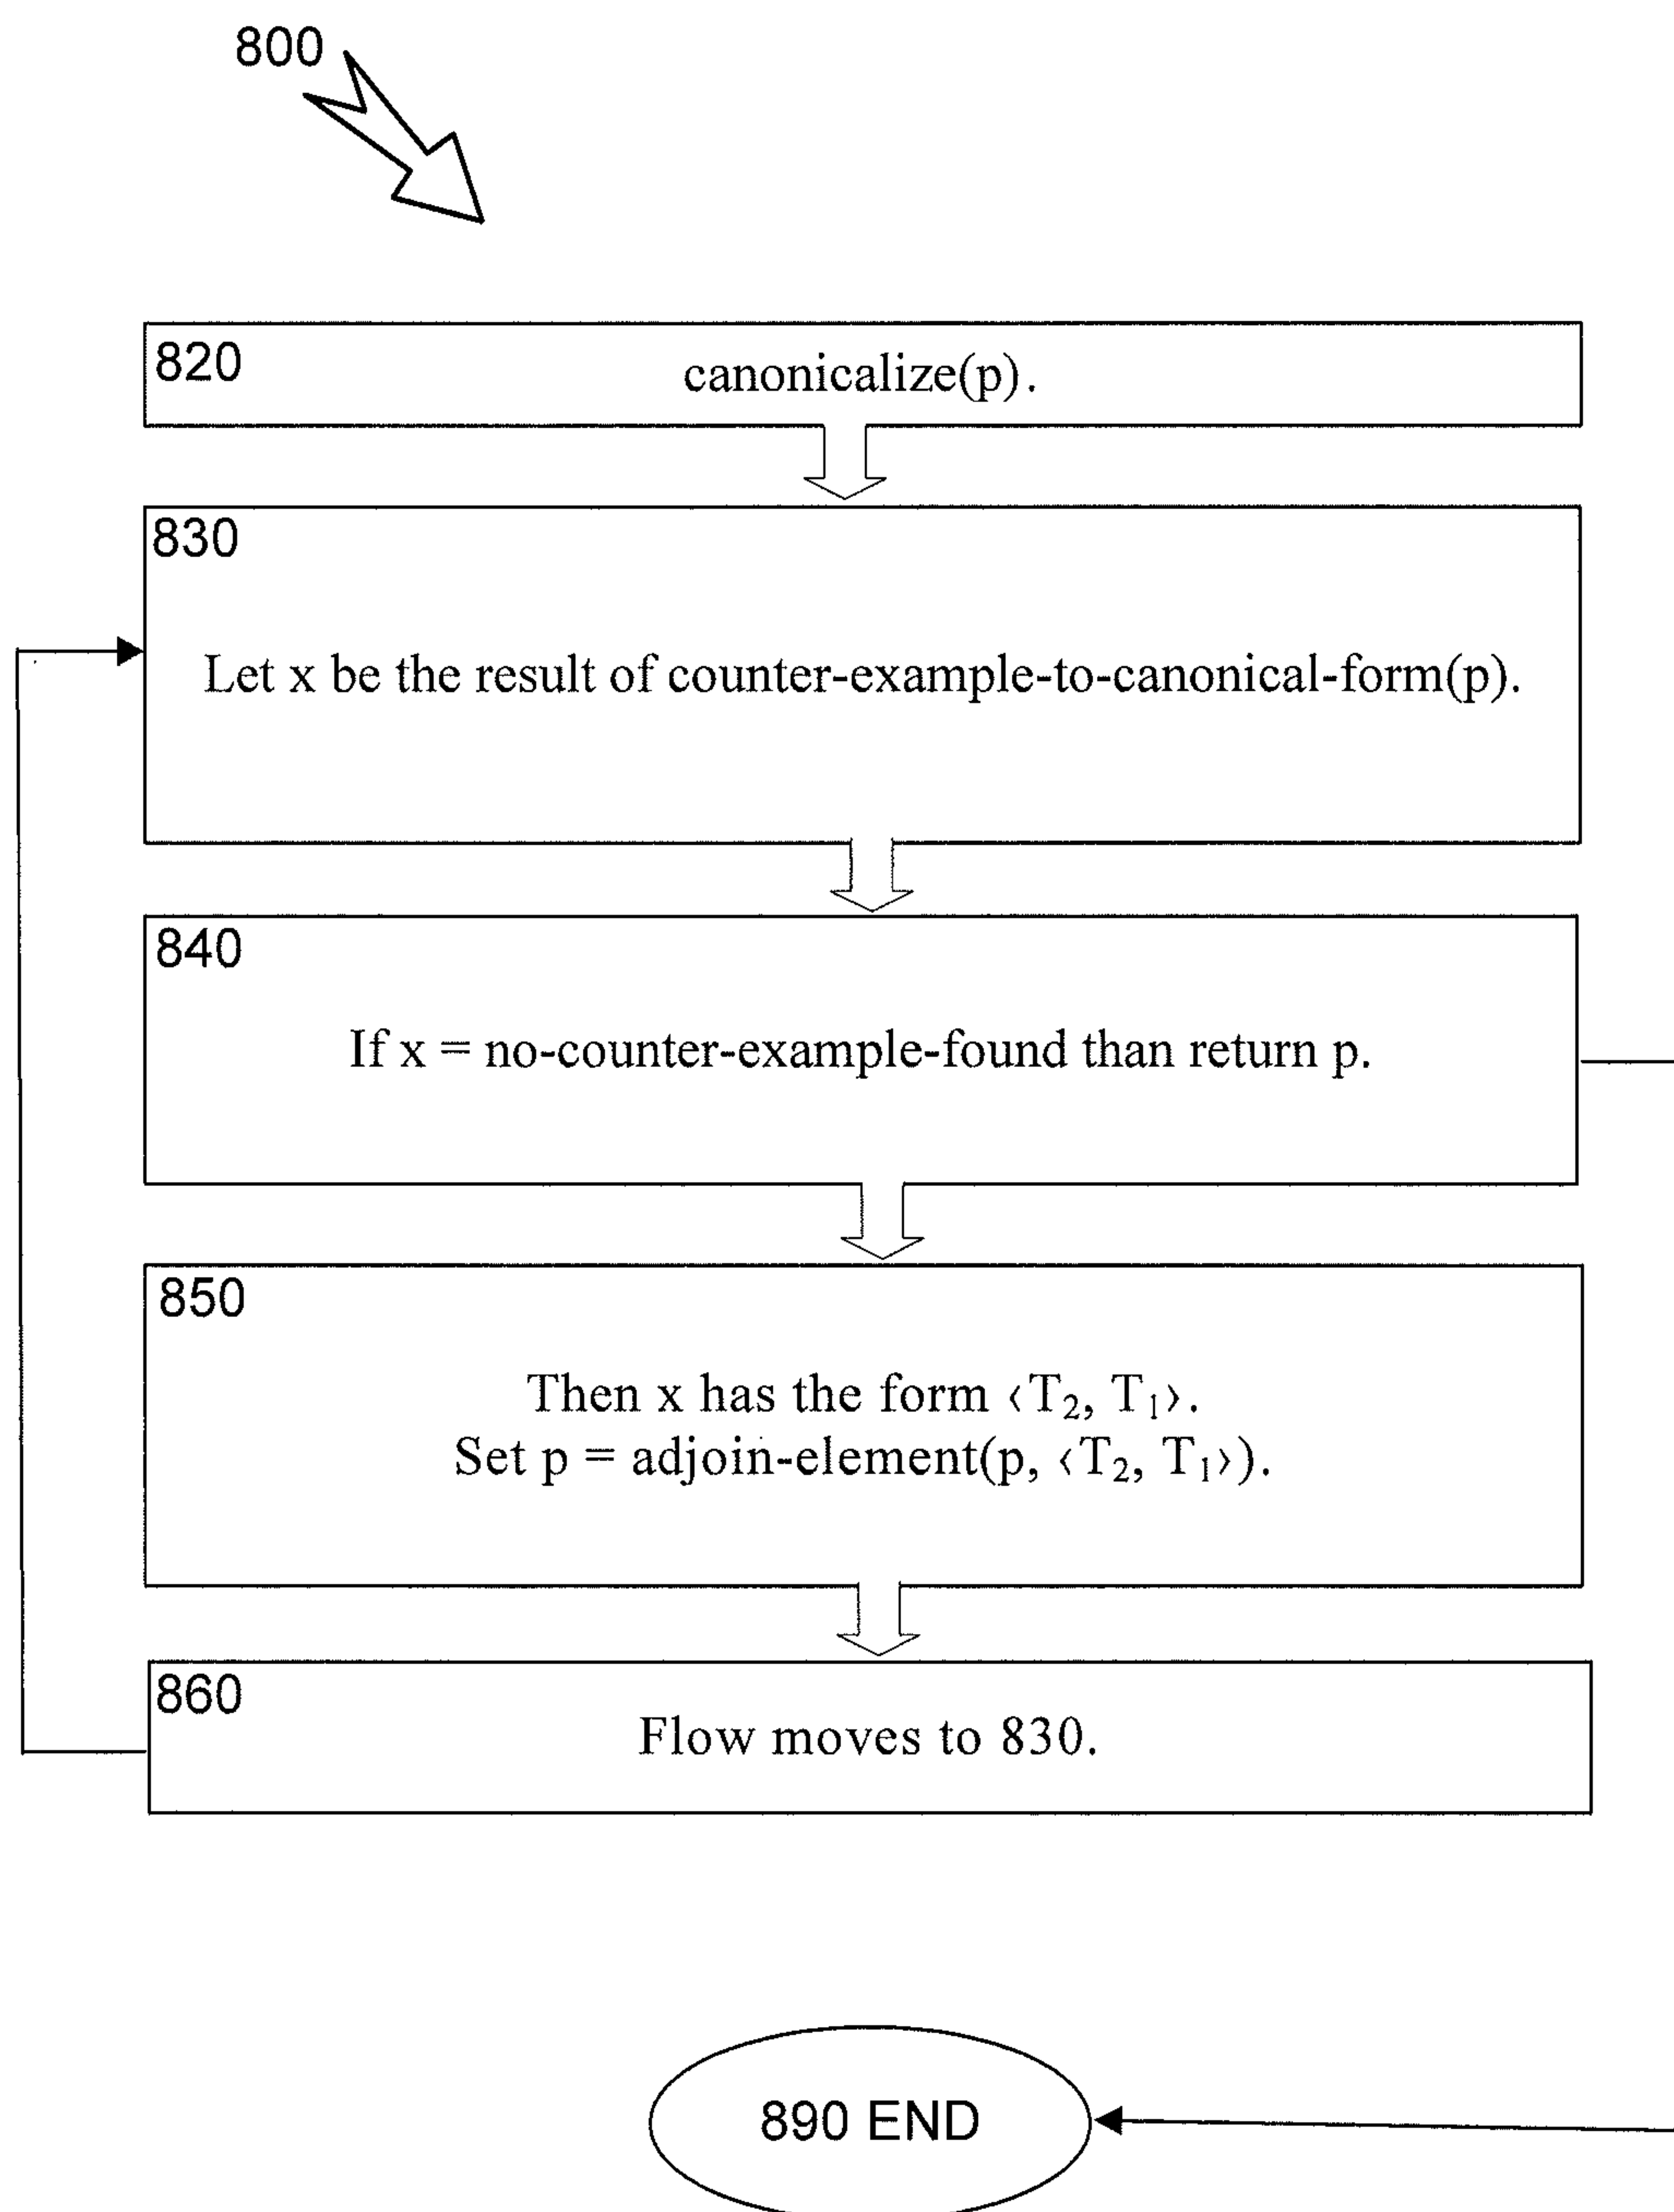 800
820
canonicalize(p).
830
Let x be the result of counter-example-to-canonical-form(p).
840
If x = no-counter-example-found than return p.
850
Then x has the form ‹T₂, T₁›.
Set p = adjoin-element(p, ‹T₂, T₁›).
860
Flow moves to 830.
890 END